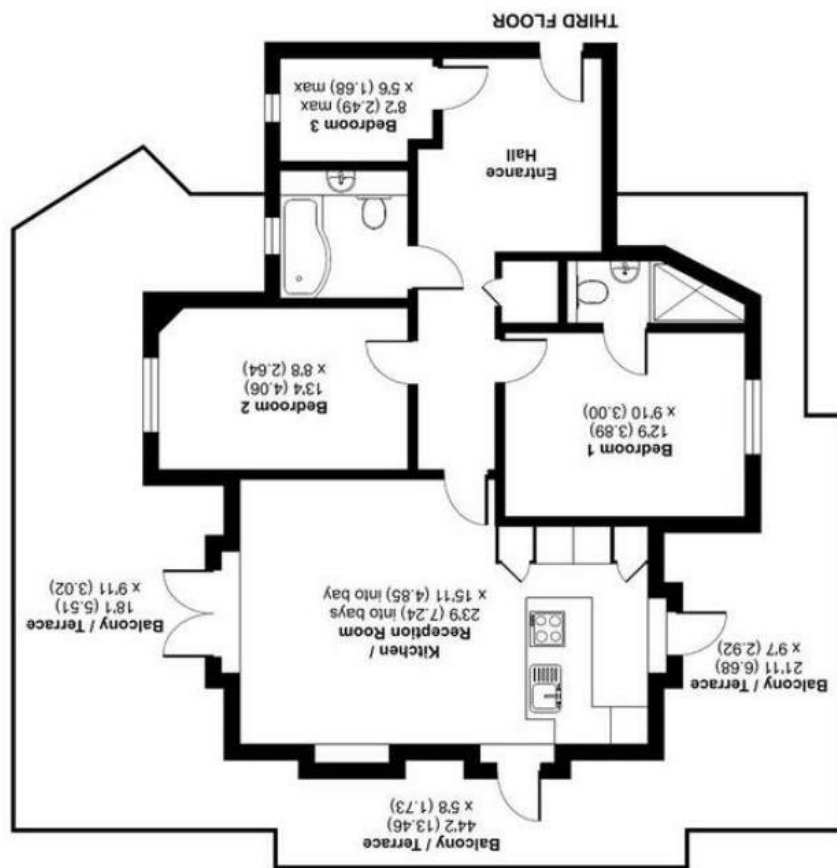 Balcony / Terrace
44'2 (13.46)
x 5'8 (1.73)
Balcony / Terrace
21'11 (6.68)
x 9'7 (2.92)
Kitchen /
Reception Room
23'9 (7.24) into bays
x 15'11 (4.85) into bay
Balcony / Terrace
18'1 (5.51)
x 9'11 (3.02)
Bedroom 1
12'9 (3.89)
x 9'10 (3.00)
Bedroom 2
13'4 (4.06)
x 8'8 (2.64)
Entrance
Hall
Bedroom 3
8'2 (2.49) max
x 5'6 (1.68) max
THIRD FLOOR